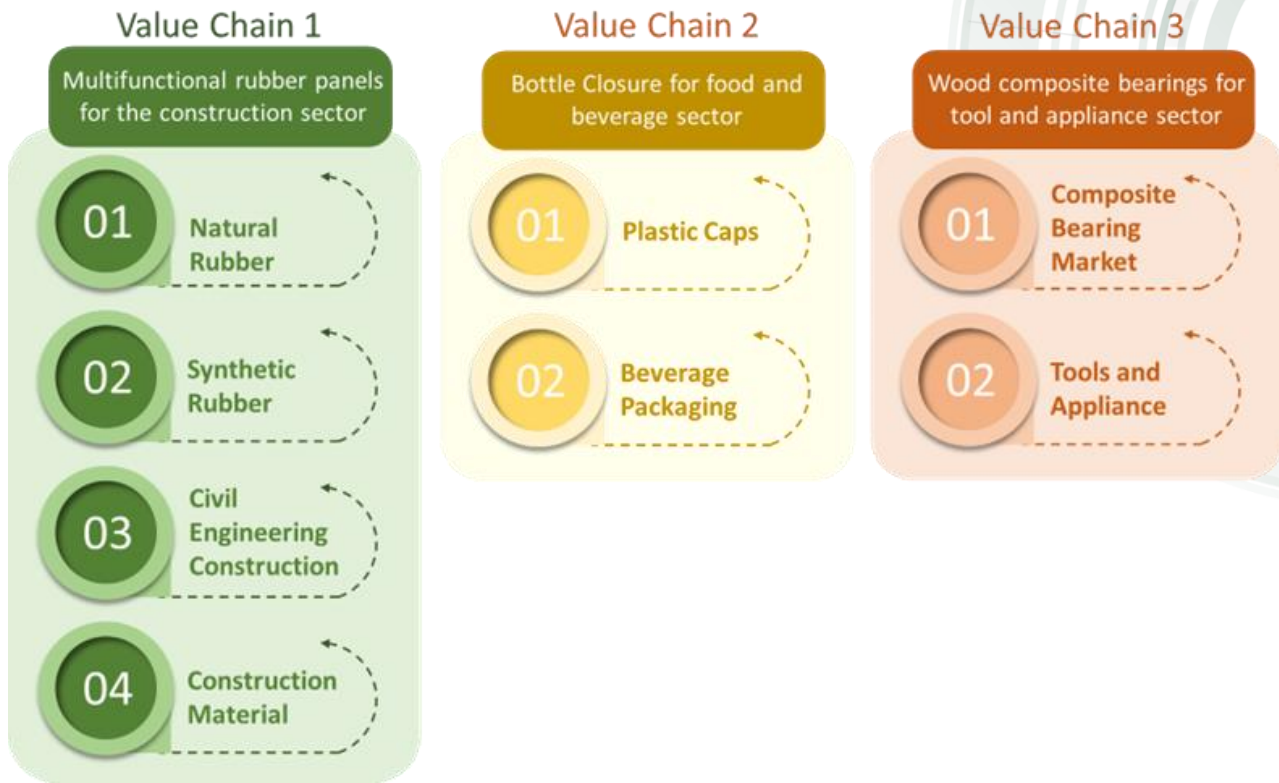 Value Chain 1
Multifunctional rubber panels
for the construction sector
01
Natural
Rubber
02
Synthetic
Rubber
03
Civil
Engineering
Construction
04
Construction
Material
Value Chain 2
Bottle Closure for food and
beverage sector
01
Plastic Caps
02
Beverage
Packaging
Value Chain 3
Wood composite bearings for
tool and appliance sector
01
Composite
Bearing
Market
02
Tools and
Appliance